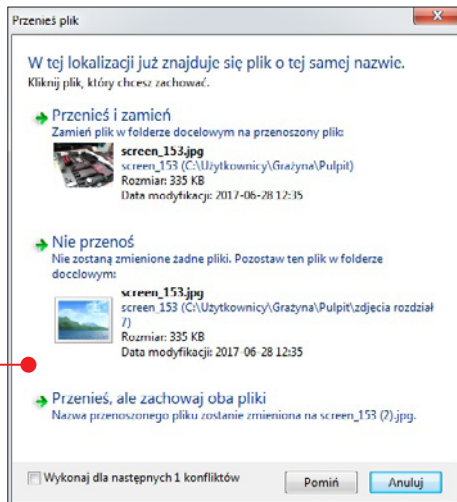 Przenieś plik
W tej lokalizacji już znajduje się plik o tej samej nazwie.
Kliknij plik, który chcesz zachować.
Przenieś i zamień
Zamień plik w folderze docelowym na przenoszony plik:
screen_153.jpg
screen_153 (C:\Użytkownicy\Grażyna\Pulpit)
Rozmiar: 335 KB
Data modyfikacji: 2017-06-28 12:35
Nie przenoś
Nie zostaną zmienione żadne pliki. Pozostaw ten plik w folderze
docelowym:
screen_153.jpg
screen_153 (C:\Użytkownicy\Grażyna\Pulpit\zdjęcia rozdział
7)
Rozmiar: 335 KB
Data modyfikacji: 2017-06-28 12:35
Przenieś, ale zachowaj oba pliki
Nazwa przenoszonego pliku zostanie zmieniona na screen_153 (2).jpg.
Wykonaj dla następnych 1 konfliktów
Pomiń
Anuluj